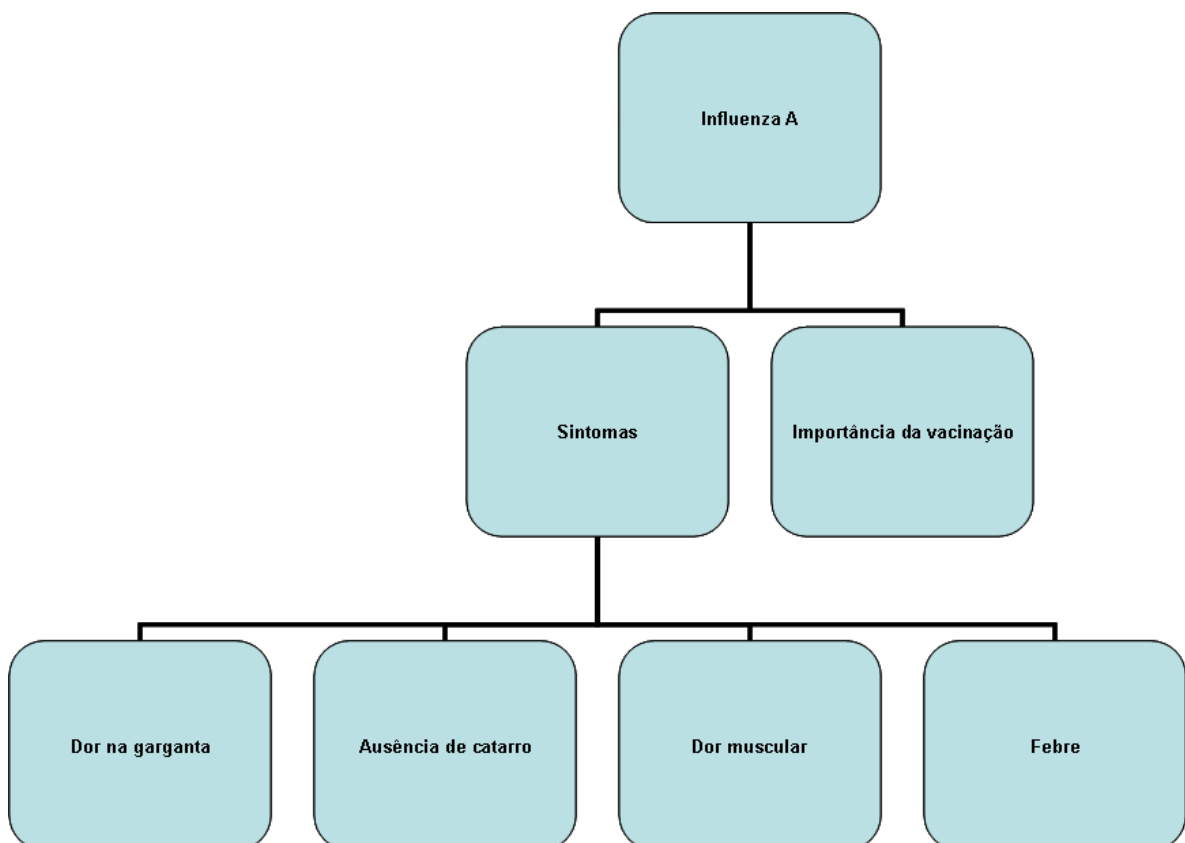 Influenza A
Sintomas
Importância da vacinação
Dor na garganta
Ausência de catarro
Dor muscular
Febre